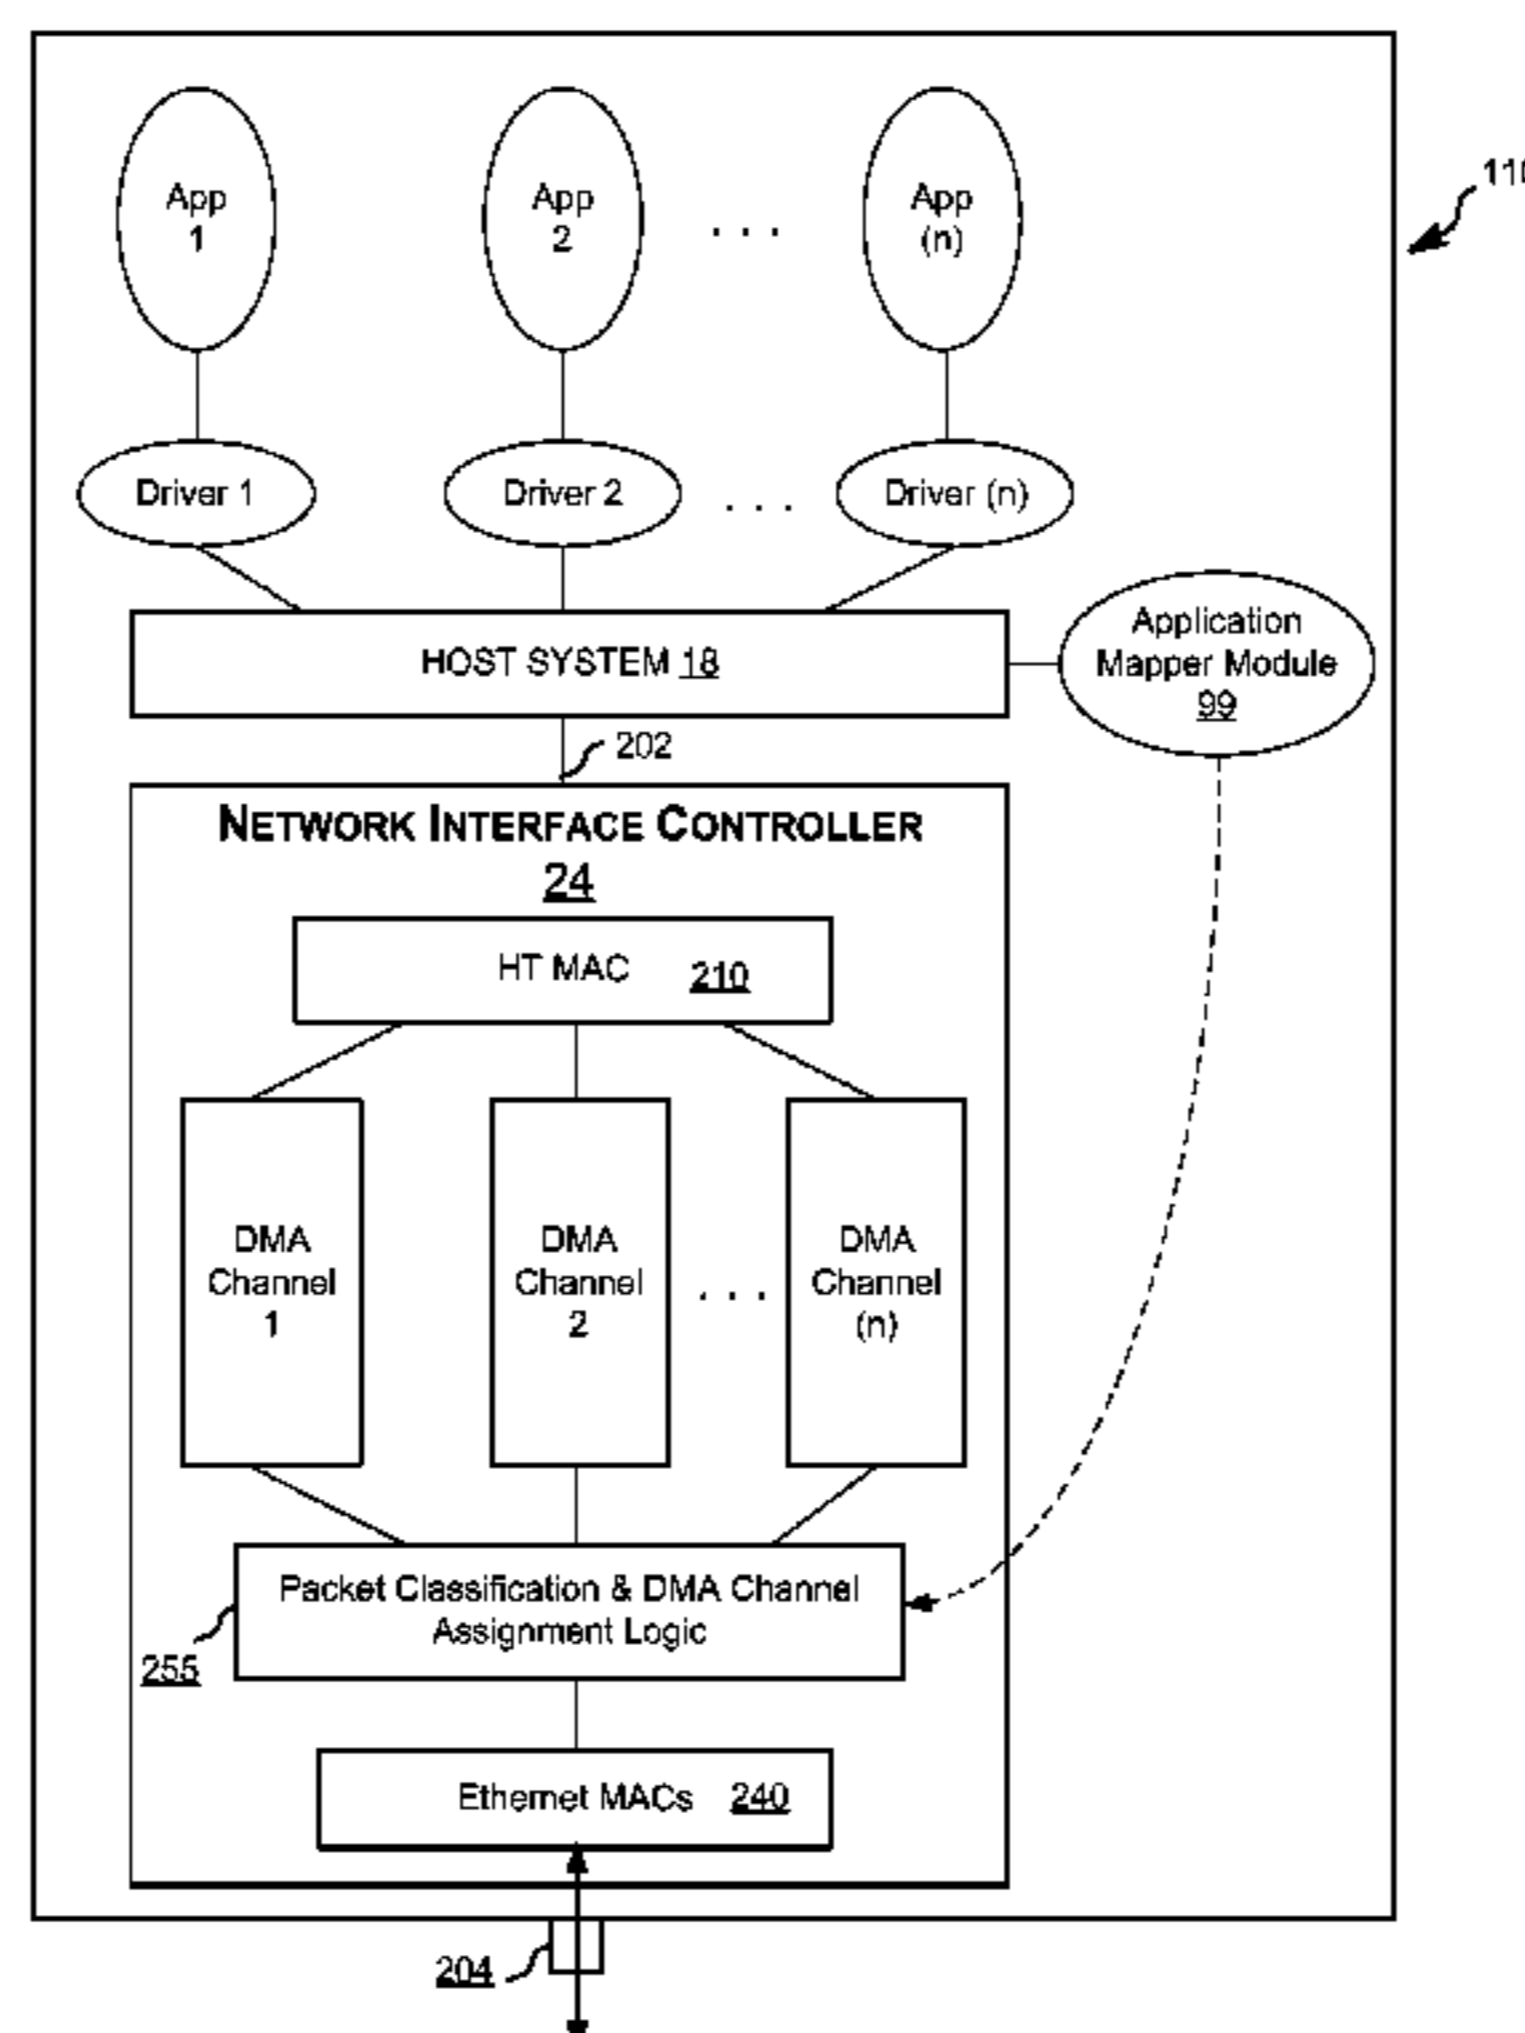 App
1
App
2
. . .
App
(n)
110
Driver 1
Driver 2
. . .
Driver (n)
HOST SYSTEM 18
Application
Mapper Module
99
202
NETWORK INTERFACE CONTROLLER
24
HT MAC 210
DMA
Channel
1
DMA
Channel
2
. . .
DMA
Channel
(n)
Packet Classification & DMA Channel
Assignment Logic
255
Ethernet MACs 240
204